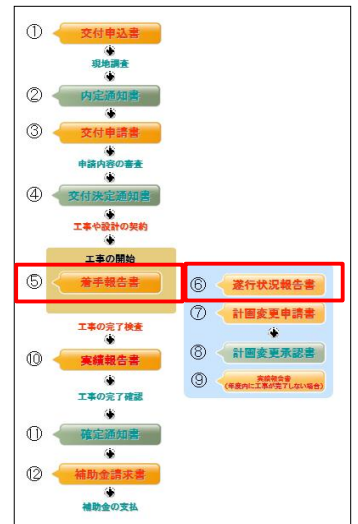 ① 交付申込書
現地調査
② 内定通知書
③ 交付申請書
申請内容の審査
④ 交付決定通知書
工事や設計の契約
工事の開始
⑤ 着手報告書
⑥ 遂行状況報告書
⑦ 計画変更申請書
⑧ 計画変更承認書
⑨ 実績報告書
(年度内に工事が完了しない場合)
工事の完了検査
⑩ 実績報告書
工事の完了確認
⑪ 確定通知書
⑫ 補助金請求書
補助金の支払